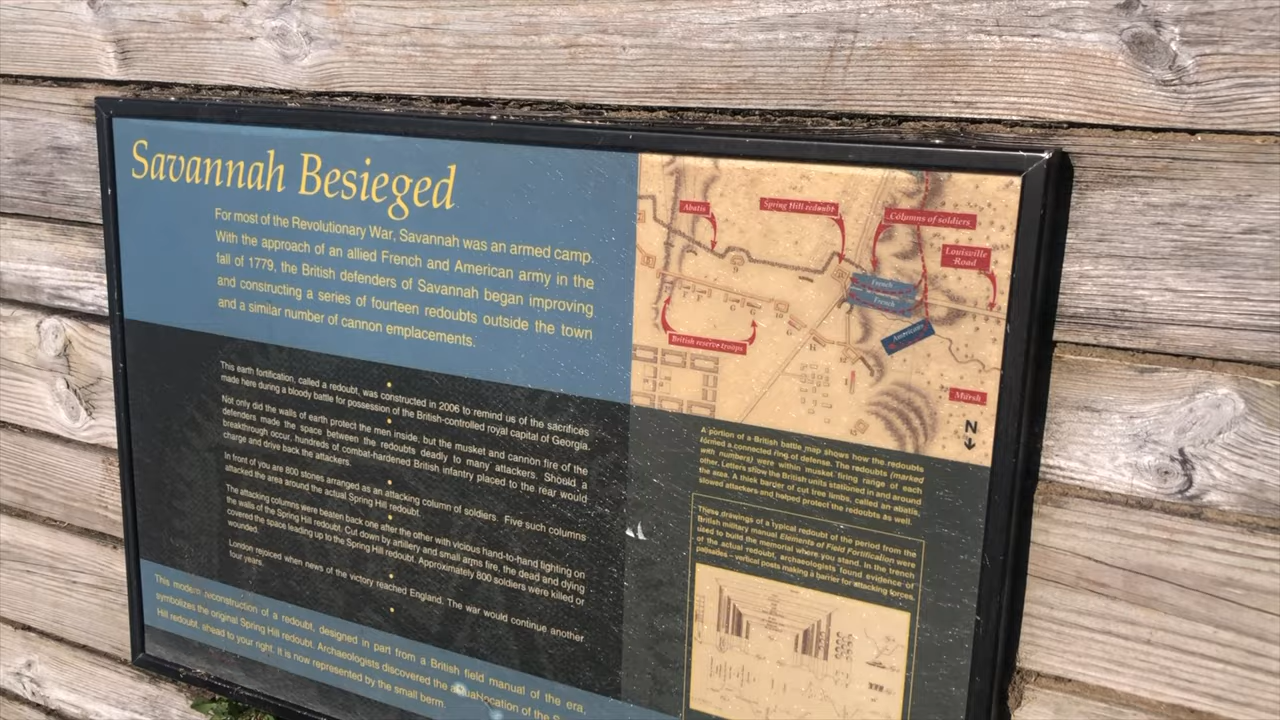 Savannah Besieged
For most of the Revolutionary War, Savannah was an armed camp.
With the approach of an allied French and American army in the
fall of 1779, the British defenders of Savannah began improving
and constructing a series of fourteen redoubts outside the town
and a similar number of cannon emplacements.
This earth fortification, called a redoubt, was constructed in 2006 to remind us of the sacrifices
made here during a bloody battle for possession of the British-controlled royal capital of Georgia.
Not only did the walls of earth protect the men inside, but the musket and cannon fire of the
defenders made the space between the redoubts deadly to many attackers. Should a
breakthrough occur, hundreds of combat-hardened British infantry placed to the rear would
charge and drive back the attackers.
In front of you are 800 stones arranged as an attacking column of soldiers. Five such columns
attacked the area around the actual Spring Hill redoubt.
The attacking columns were beaten back one after the other with vicious hand-to-hand fighting on
the walls of the Spring Hill redoubt. Cut down by artillery and small arms fire, the dead and dying
covered the space leading up to the Spring Hill redoubt. Approximately 800 soldiers were killed or
wounded.
London rejoiced when news of the victory reached England. The war would continue another
four years.
This modern reconstruction of a redoubt, designed in part from a British field manual of the era,
symbolizes the original Spring Hill redoubt. Archaeologists discovered the actual location of the
Hill redoubt, ahead to your right. It is now represented by the small berm.
Abatis
Spring Hill redoubt
Columns of soldiers
Louisville
Road
French
French
Americans
British reserve troops
Marsh
N
A portion of a British battle map shows how the redoubts
formed a connected ring of defense. The redoubts (marked
with numbers) were within musket firing range of each
other. Letters show the British units stationed in and around
the area. A thick barrier of cut tree limbs, called an abatis,
slowed attackers and helped protect the redoubts as well.
These drawings of a typical redoubt of the period from the
British military manual Elements of Field Fortification were
used to build the memorial where you stand. In the trench
of the actual redoubt, archaeologists found evidence of
palisades – vertical posts making a barrier for attacking forces.